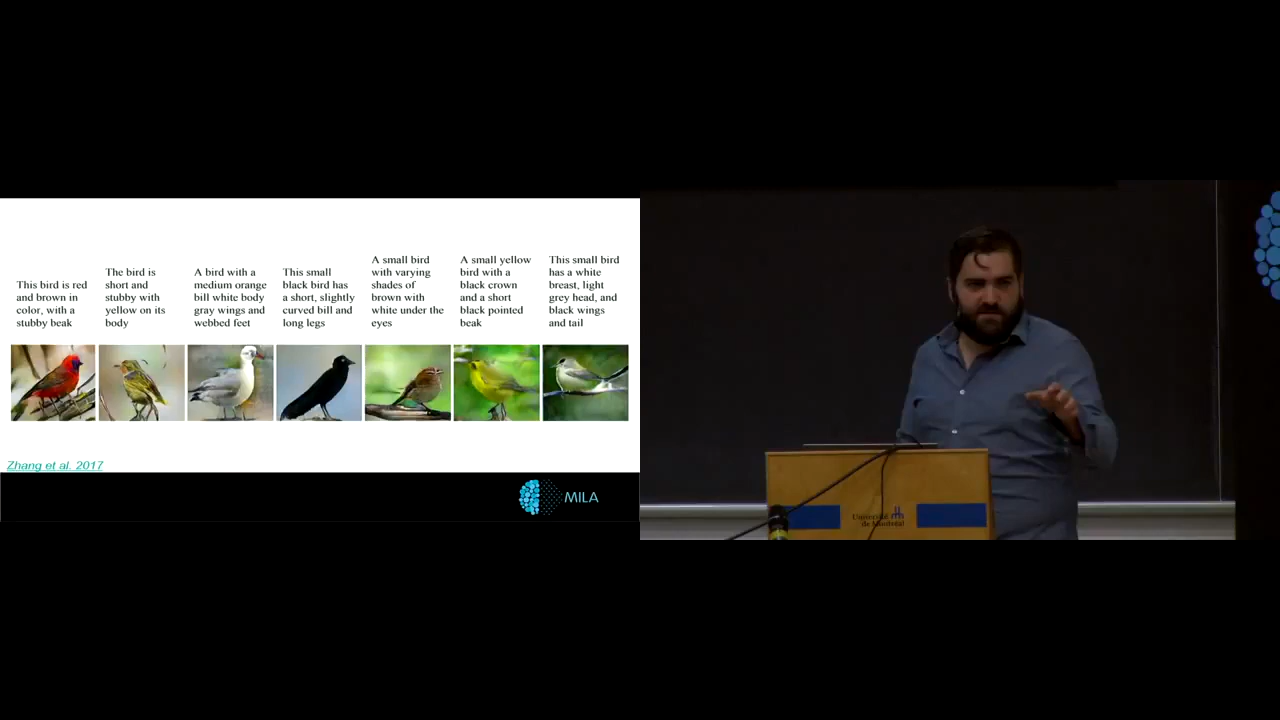 This bird is red
and brown in
color, with a
stubby beak
The bird is
short and
stubby with
yellow on its
body
A bird with a
medium orange
bill white body
gray wings and
webbed feet
This small
black bird has
a short, slightly
curved bill and
long legs
A small bird
with varying
shades of
brown with
white under the
eyes
A small yellow
bird with a
black crown
and a short
black pointed
beak
This small bird
has a white
breast, light
grey head, and
black wings
and tail
Zhang et al. 2017
MILA
Université
de Montréal